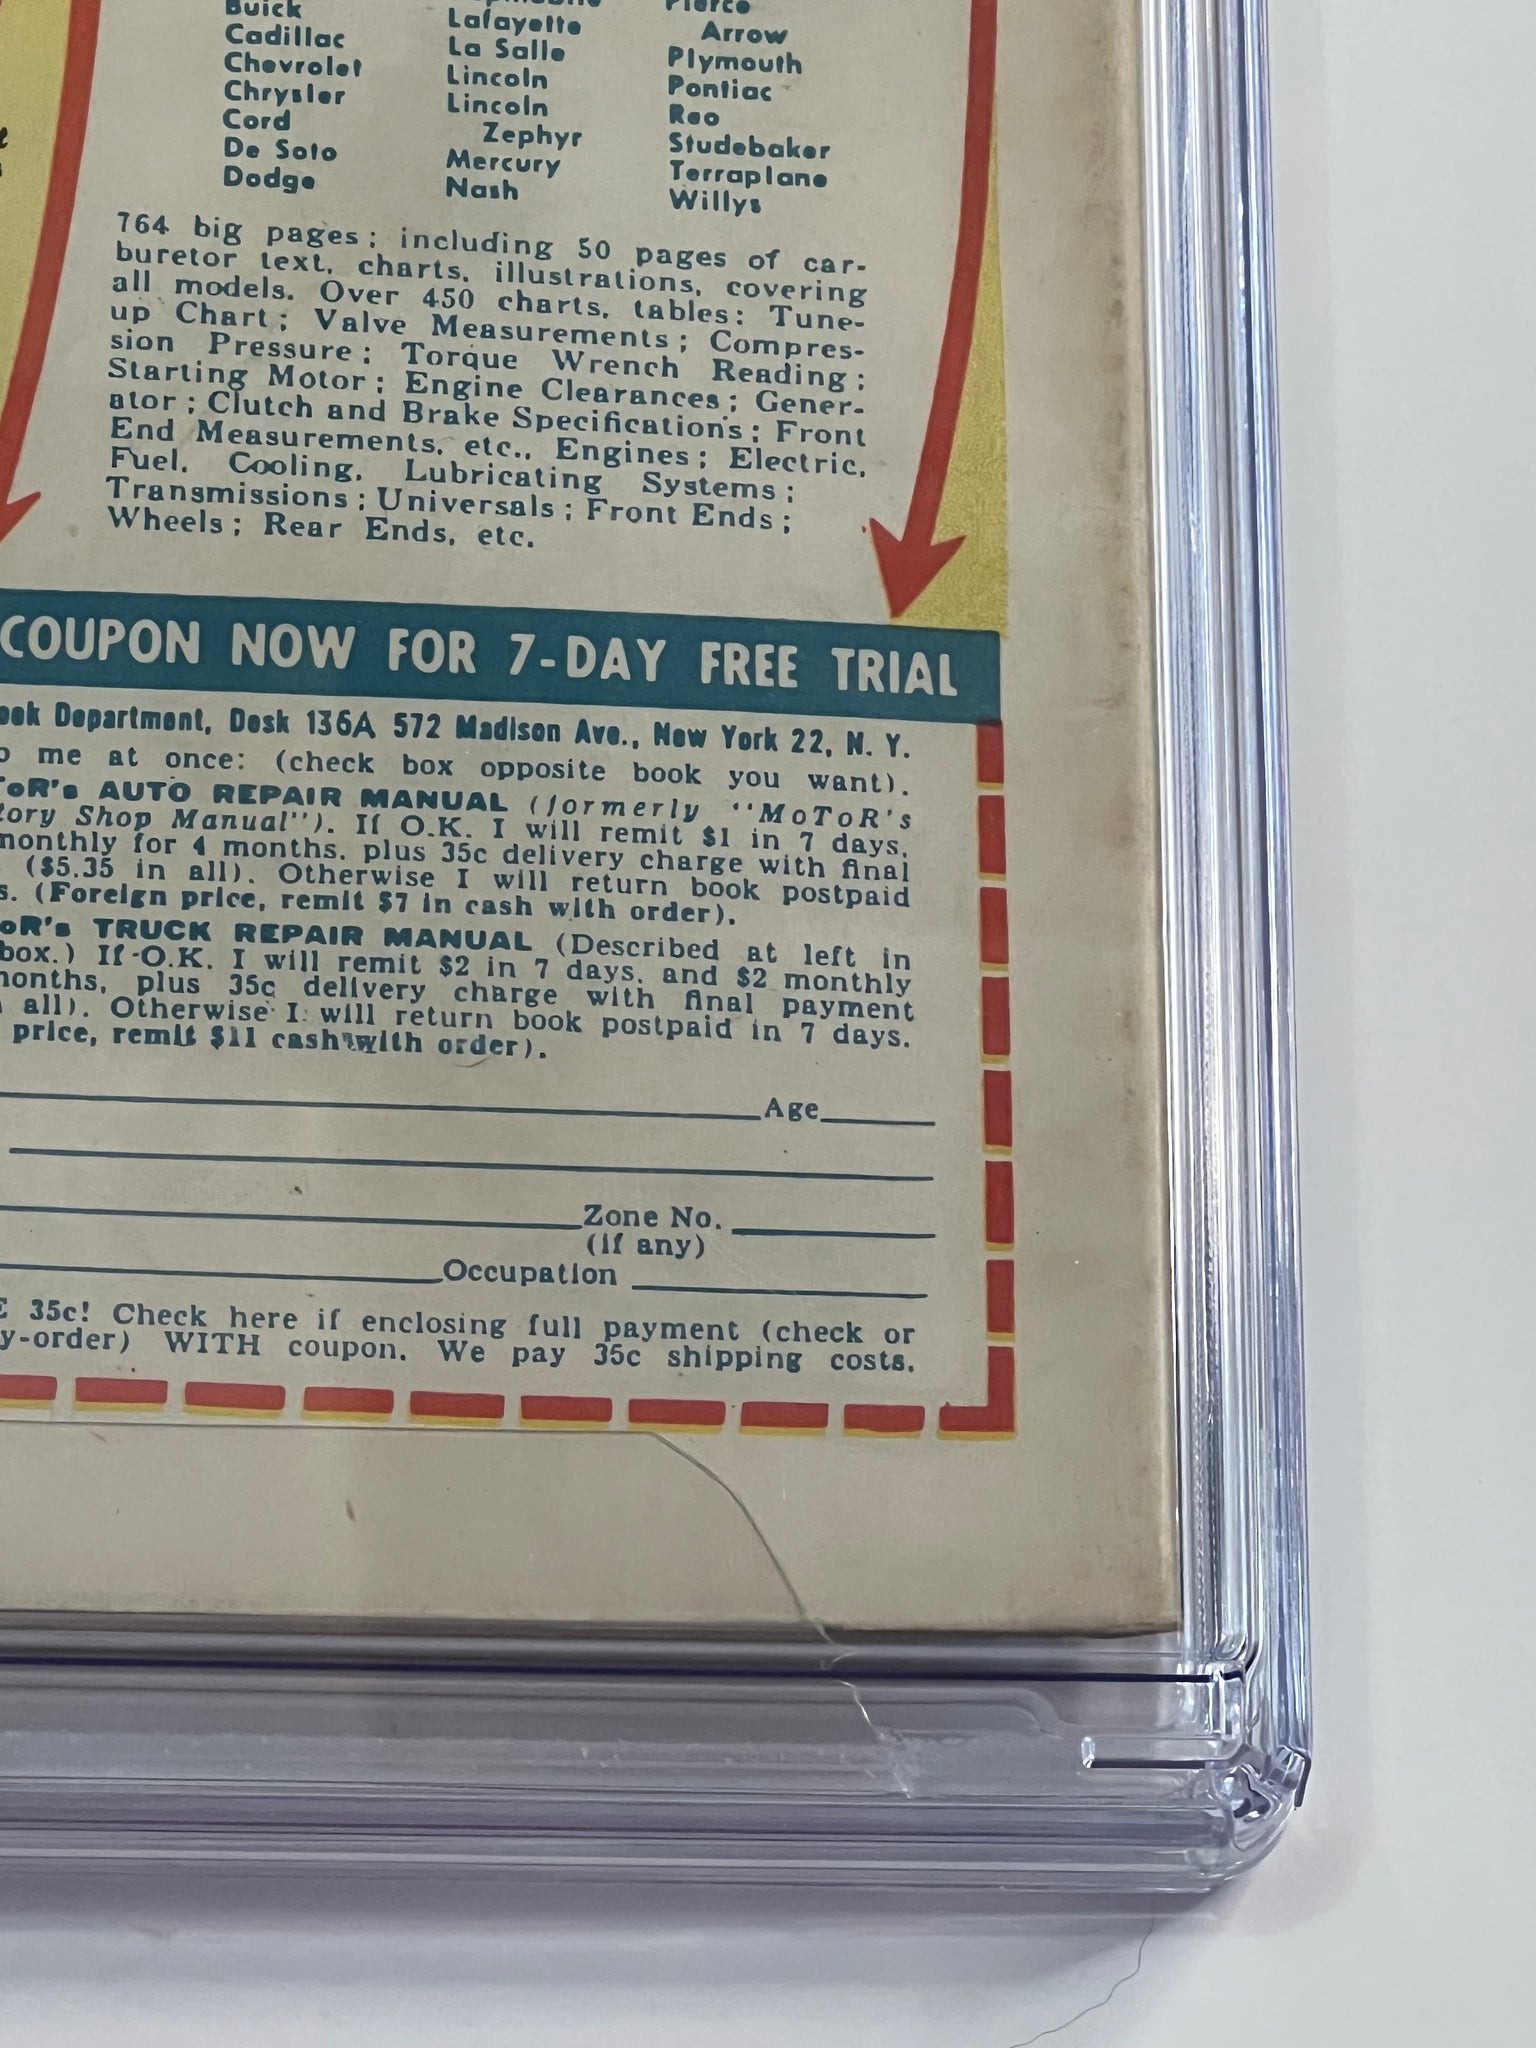 Buick
Cadillac
Chevrolet
Chrysler
Cord
De Soto
Dodge
Lafayette
La Salle
Lincoln
Lincoln
Zephyr
Mercury
Nash
Pierce
Arrow
Plymouth
Pontiac
Reo
Studebaker
Terraplane
Willys
764 big pages; including 50 pages of car-
buretor text, charts, illustrations, covering
all models. Over 450 charts, tables: Tune-
up Chart; Valve Measurements; Compres-
sion Pressure; Torque Wrench Reading;
Starting Motor; Engine Clearances; Gener-
ator; Clutch and Brake Specifications; Front
End Measurements, etc., Engines; Electric,
Fuel, Cooling, Lubricating Systems;
Transmissions; Universals; Front Ends;
Wheels; Rear Ends, etc.
COUPON NOW FOR 7-DAY FREE TRIAL
Department, Desk 136A 572 Madison Ave., New York 22, N. Y.
me at once: (check box opposite book you want).
ToR's AUTO REPAIR MANUAL (formerly "MoToR's
tory Shop Manual"). If O.K. I will remit $1 in 7 days,
monthly for 4 months, plus 35c delivery charge with final
($5.35 in all). Otherwise I will return book postpaid
s. (Foreign price, remit $7 in cash with order).
oR's TRUCK REPAIR MANUAL (Described at left in
box.) If O.K. I will remit $2 in 7 days, and $2 monthly
months, plus 35c delivery charge with final payment
all). Otherwise I will return book postpaid in 7 days.
price, remit $11 cash with order).
Age
Zone No.
(if any)
Occupation
E 35c! Check here if enclosing full payment (check or
y-order) WITH coupon. We pay 35c shipping costs.